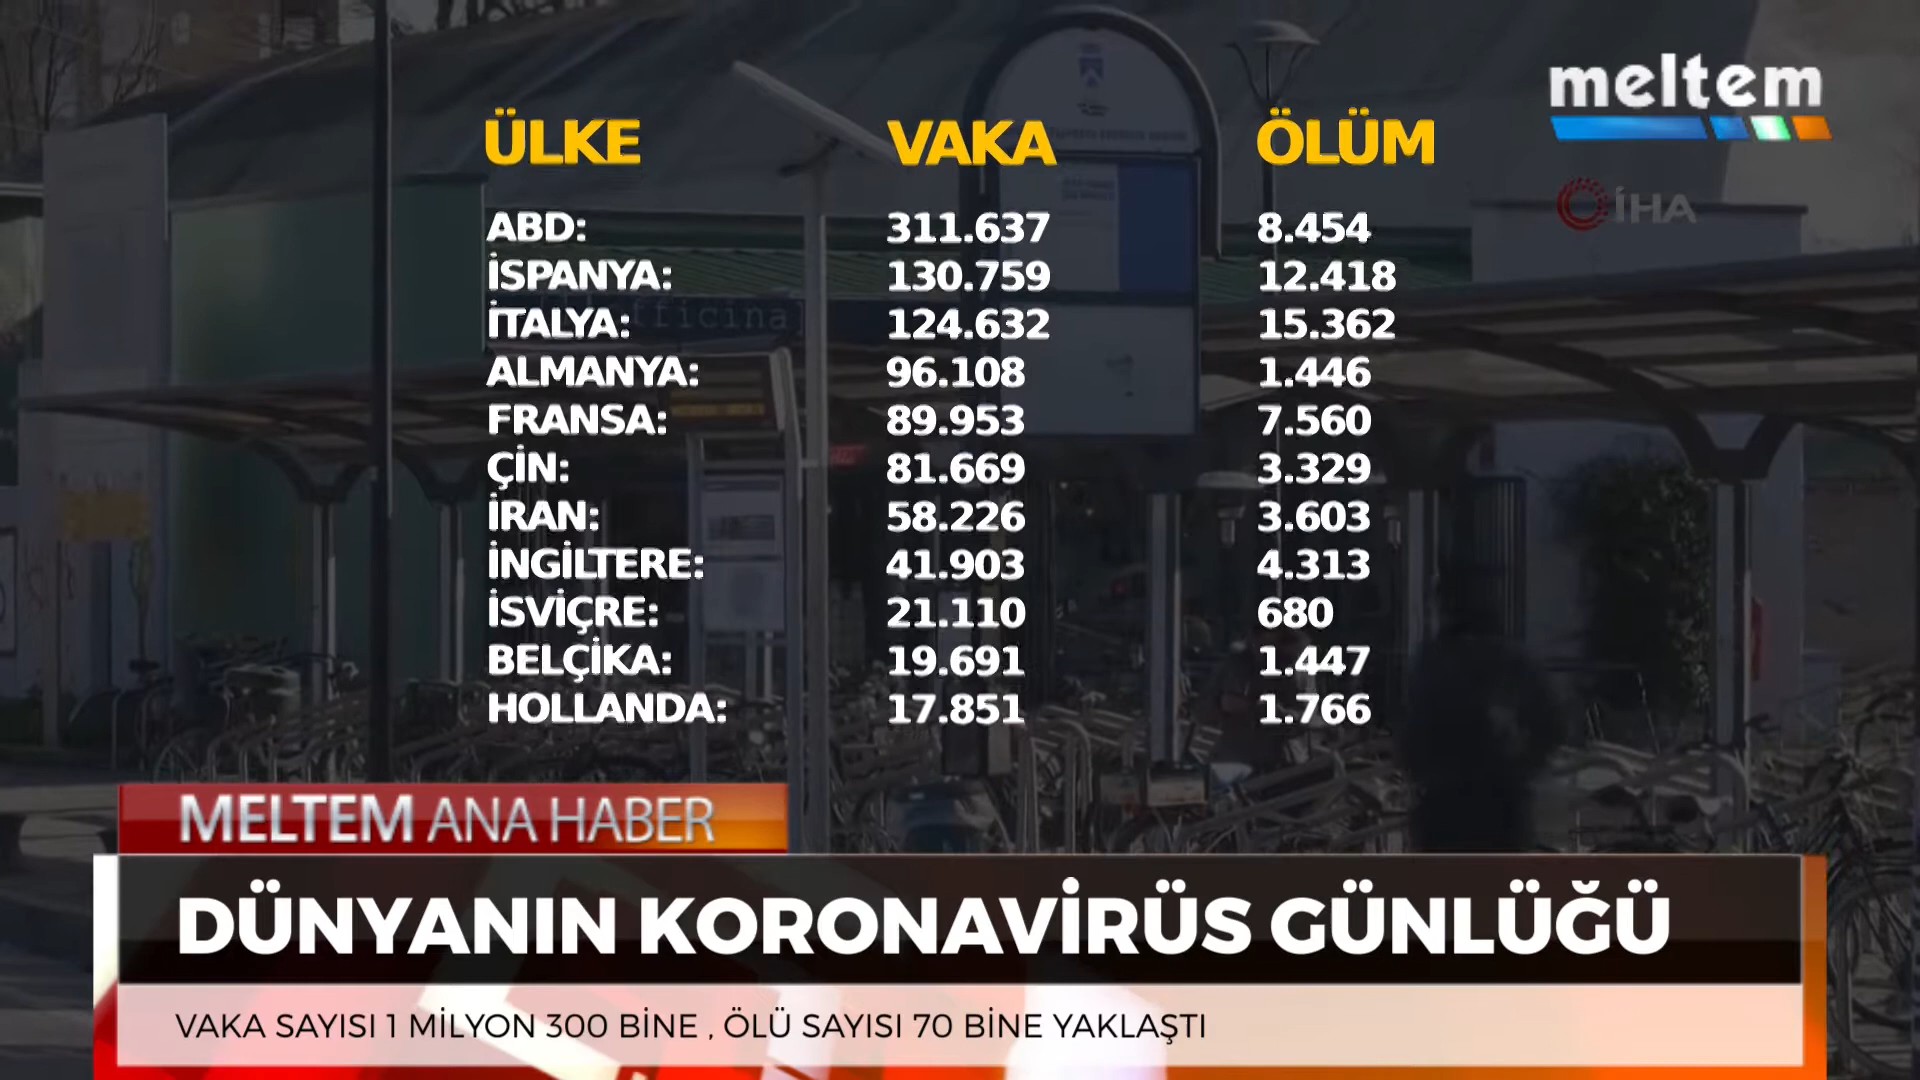 meltem
İHA
ÜLKE VAKA ÖLÜM
ABD: 311.637 8.454
İSPANYA: 130.759 12.418
İTALYA: 124.632 15.362
ALMANYA: 96.108 1.446
FRANSA: 89.953 7.560
ÇİN: 81.669 3.329
İRAN: 58.226 3.603
İNGİLTERE: 41.903 4.313
İSVİÇRE: 21.110 680
BELÇİKA: 19.691 1.447
HOLLANDA: 17.851 1.766
fficina
MELTEM ANA HABER
DÜNYANIN KORONAVİRÜS GÜNLÜĞÜ
VAKA SAYISI 1 MİLYON 300 BİNE , ÖLÜ SAYISI 70 BİNE YAKLAŞTI